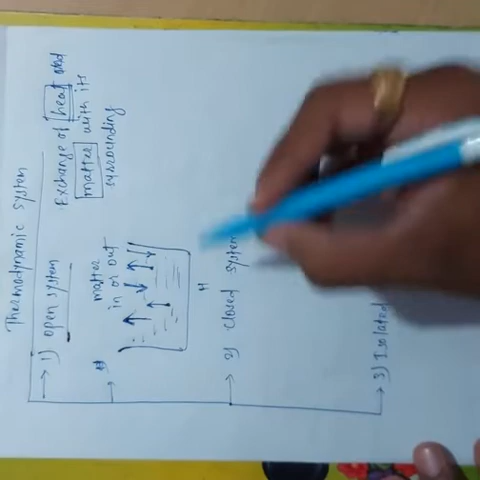 Thermodynamic system
1) open system
Exchange of heat and
matter with its
surrounding
matter
in or out
2) closed system
3) Isolated